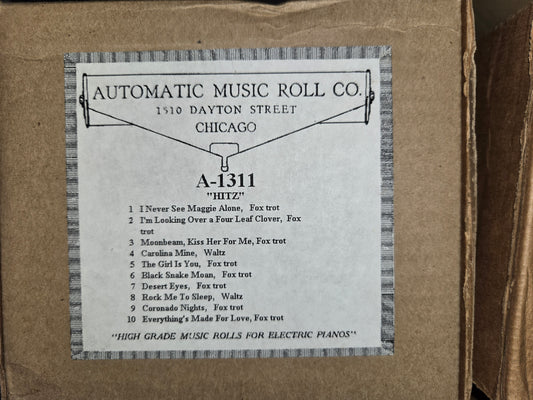 AUTOMATIC MUSIC ROLL CO.
1510 DAYTON STREET
CHICAGO
A-1311
"HITZ"
1 I Never See Maggie Alone, Fox trot
2 I'm Looking Over a Four Leaf Clover, Fox
trot
3 Moonbeam, Kiss Her For Me, Fox trot
4 Carolina Mine, Waltz
5 The Girl Is You, Fox trot
6 Black Snake Moan, Fox trot
7 Desert Eyes, Fox trot
8 Rock Me To Sleep, Waltz
9 Coronado Nights, Fox trot
10 Everything's Made For Love, Fox trot
"HIGH GRADE MUSIC ROLLS FOR ELECTRIC PIANOS"